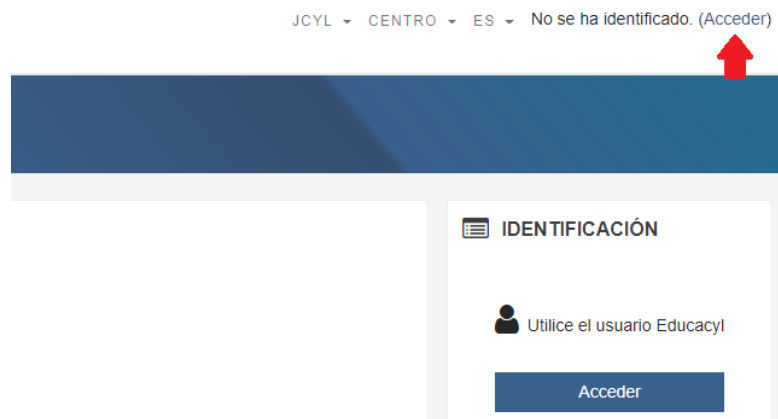 JCYL CENTRO ES No se ha identificado. (Acceder)
IDENTIFICACIÓN
Utilice el usuario Educacyl
Acceder